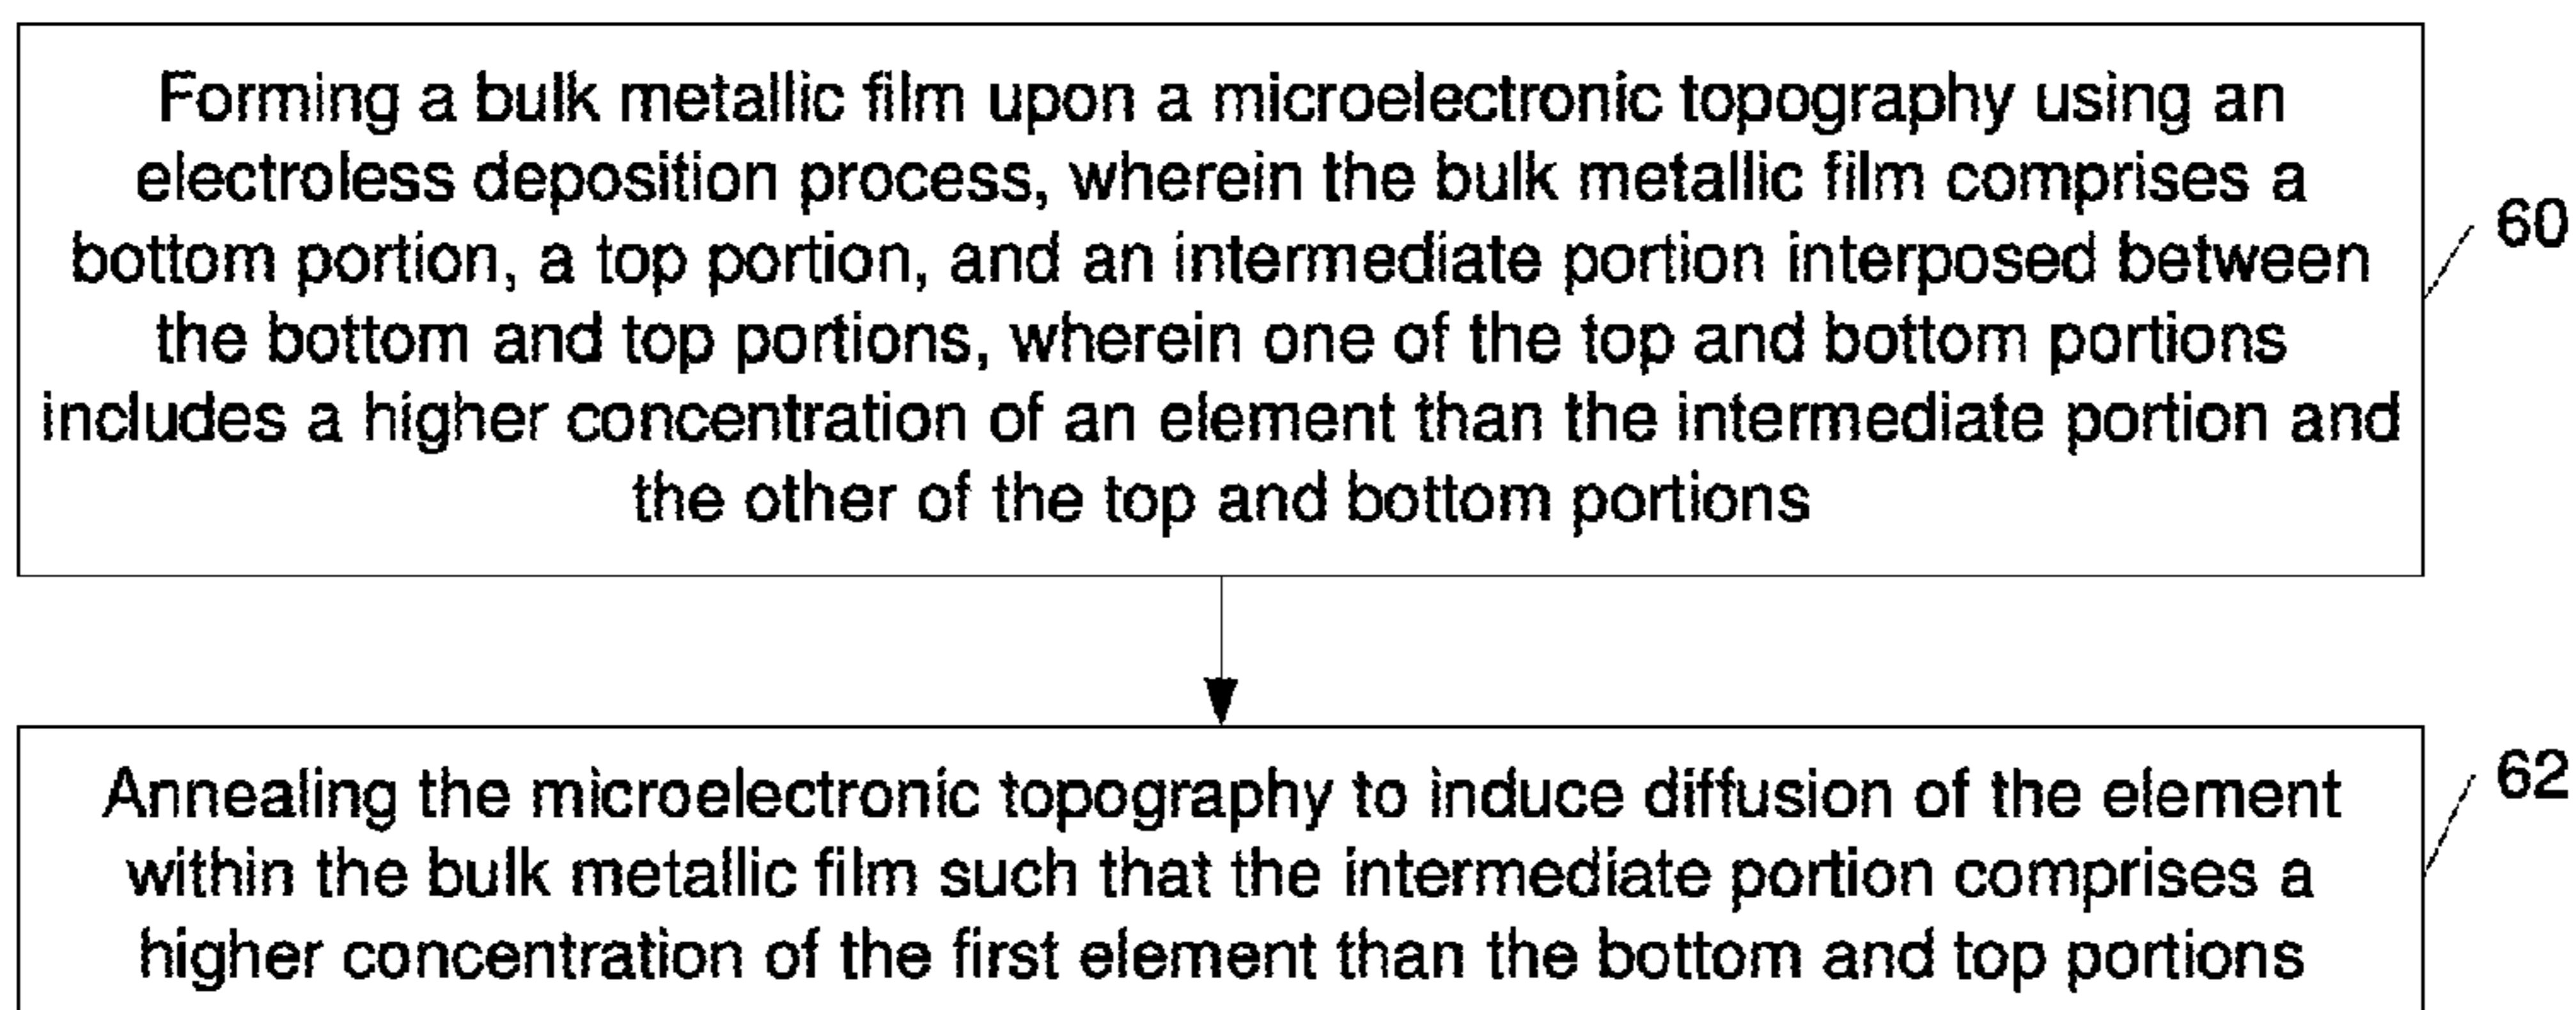 Forming a bulk metallic film upon a microelectronic topography using an
electroless deposition process, wherein the bulk metallic film comprises a
bottom portion, a top portion, and an intermediate portion interposed between
the bottom and top portions, wherein one of the top and bottom portions
includes a higher concentration of an element than the intermediate portion and
the other of the top and bottom portions
60
Annealing the microelectronic topography to induce diffusion of the element
within the bulk metallic film such that the intermediate portion comprises a
higher concentration of the first element than the bottom and top portions
62